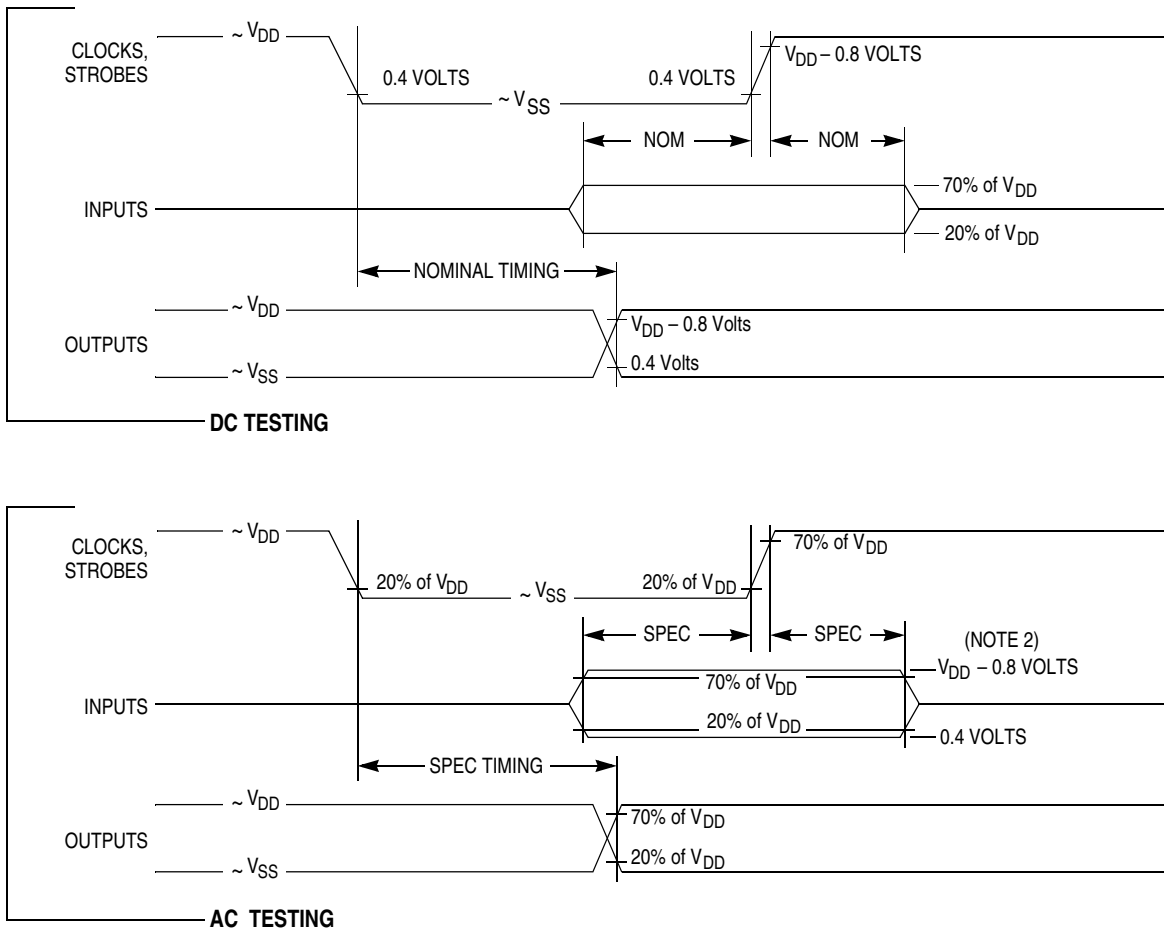 CLOCKS,
STROBES
~ VDD
0.4 VOLTS
~ VSS
0.4 VOLTS
VDD – 0.8 VOLTS
NOM
NOM
INPUTS
70% of VDD
20% of VDD
NOMINAL TIMING
OUTPUTS
~ VDD
~ VSS
VDD – 0.8 Volts
0.4 Volts
DC TESTING
CLOCKS,
STROBES
~ VDD
20% of VDD
~ VSS
20% of VDD
70% of VDD
SPEC
SPEC
(NOTE 2)
VDD – 0.8 VOLTS
INPUTS
70% of VDD
20% of VDD
0.4 VOLTS
SPEC TIMING
OUTPUTS
~ VDD
~ VSS
70% of VDD
20% of VDD
AC TESTING